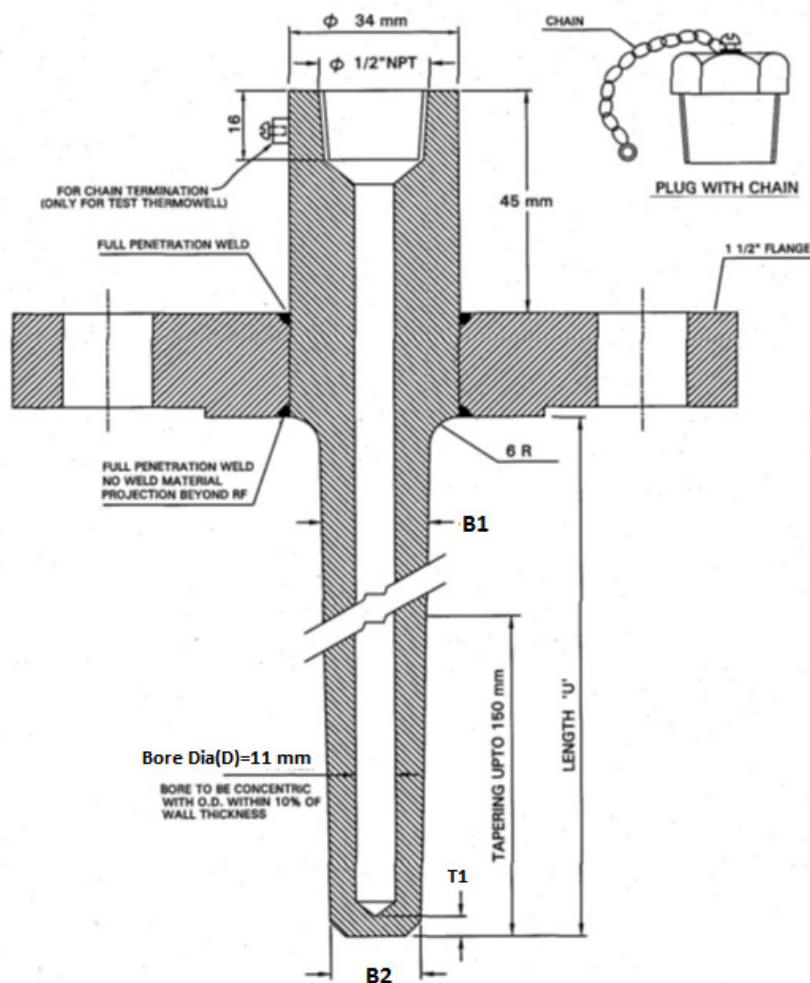 ϕ 34 mm
ϕ 1/2"NPT
16
FOR CHAIN TERMINATION
(ONLY FOR TEST THERMOWELL)
FULL PENETRATION WELD
45 mm
CHAIN
PLUG WITH CHAIN
1 1/2" FLANGE
FULL PENETRATION WELD
NO WELD MATERIAL
PROJECTION BEYOND RF
6 R
B1
Bore Dia(D)=11 mm
BORE TO BE CONCENTRIC
WITH O.D. WITHIN 10% OF
WALL THICKNESS
TAPERING UPTO 150 mm
LENGTH 'U'
T1
B2